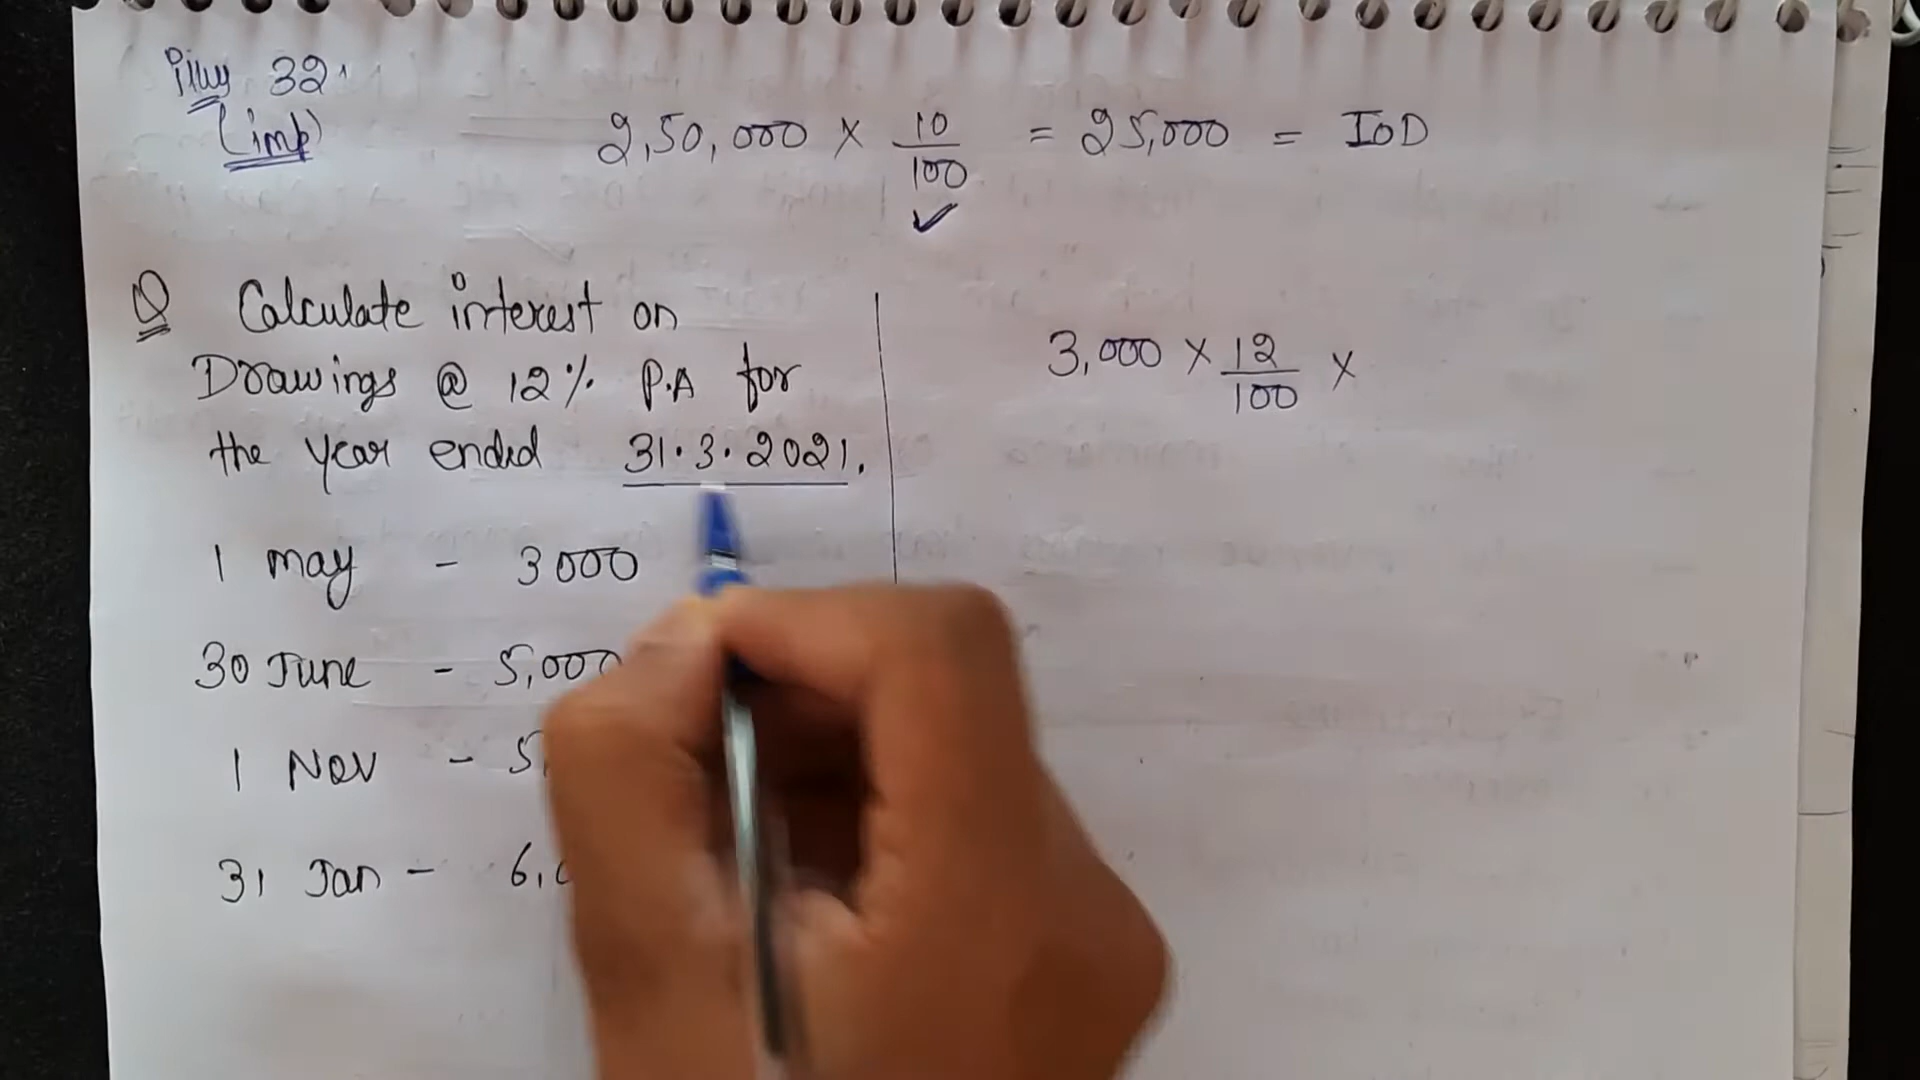 illus 32.
(imp)
2,50,000 × 10/100 = 25,000 = IOD
Q Calculate interest on
Drawings @ 12% P.A for
the year ended 31.3.2021.
3,000 × 12/100 ×
1 may - 3000
30 June - 5,000
1 Nov -
31 Jan -